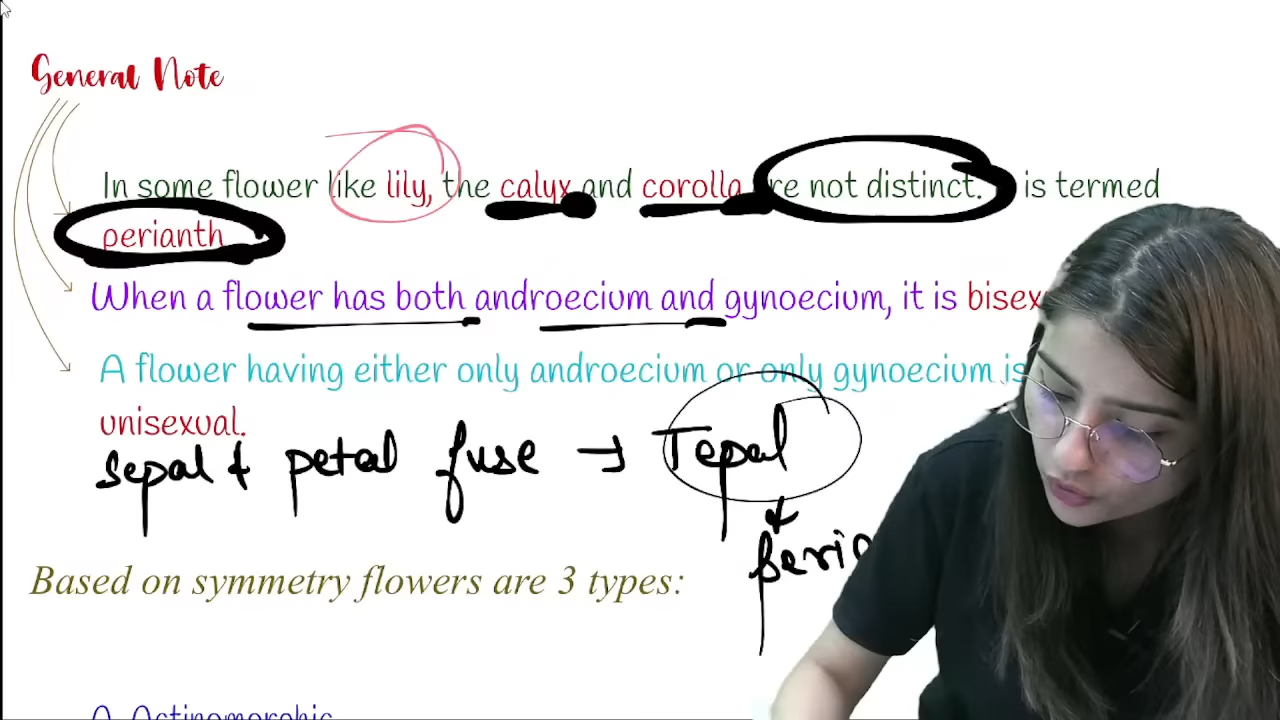 General Note
In some flower like lily, the calyx and corolla are not distinct. is termed
perianth
When a flower has both androecium and gynoecium, it is bisex
A flower having either only androecium or only gynoecium is
unisexual.
sepal & petal fuse → Tepal
↓
peria
Based on symmetry flowers are 3 types:
A. Actinomorphic